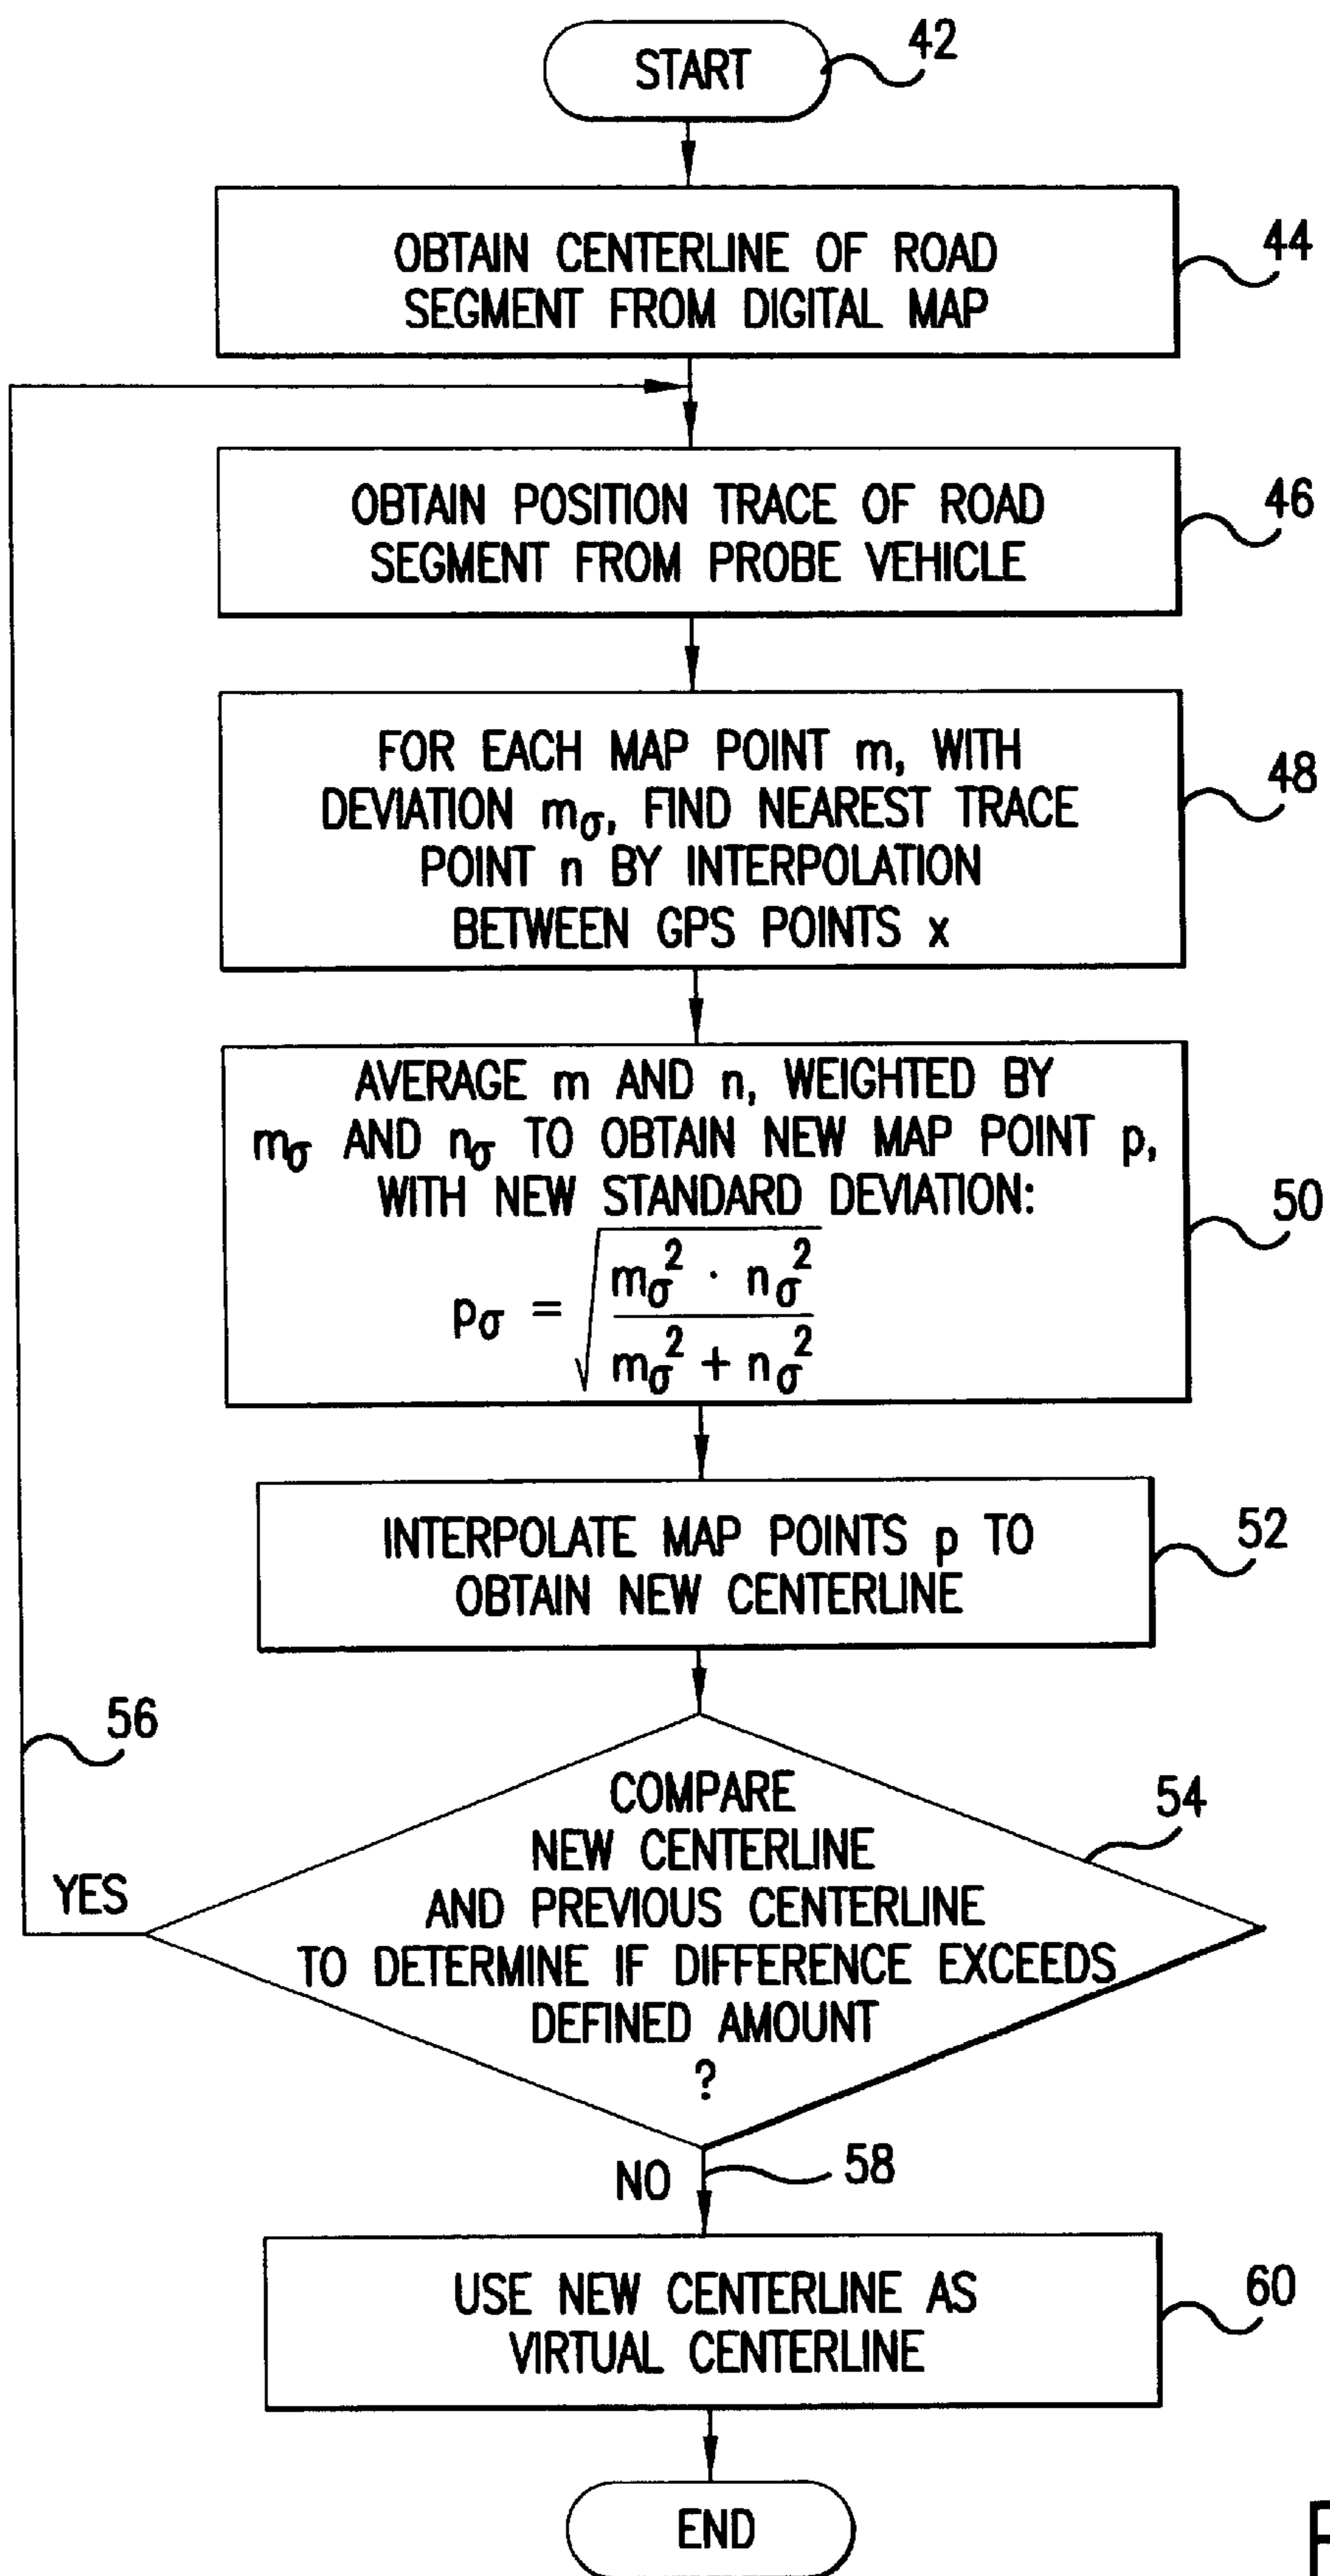 START
42
OBTAIN CENTERLINE OF ROAD
SEGMENT FROM DIGITAL MAP
44
OBTAIN POSITION TRACE OF ROAD
SEGMENT FROM PROBE VEHICLE
46
FOR EACH MAP POINT m, WITH
DEVIATION mσ, FIND NEAREST TRACE
POINT n BY INTERPOLATION
BETWEEN GPS POINTS x
48
AVERAGE m AND n, WEIGHTED BY
mσ AND nσ TO OBTAIN NEW MAP POINT p,
WITH NEW STANDARD DEVIATION:
pσ = √((mσ² · nσ²) / (mσ² + nσ²))
50
INTERPOLATE MAP POINTS p TO
OBTAIN NEW CENTERLINE
52
56
COMPARE
NEW CENTERLINE
AND PREVIOUS CENTERLINE
TO DETERMINE IF DIFFERENCE EXCEEDS
DEFINED AMOUNT
?
54
YES
NO
58
USE NEW CENTERLINE AS
VIRTUAL CENTERLINE
60
END